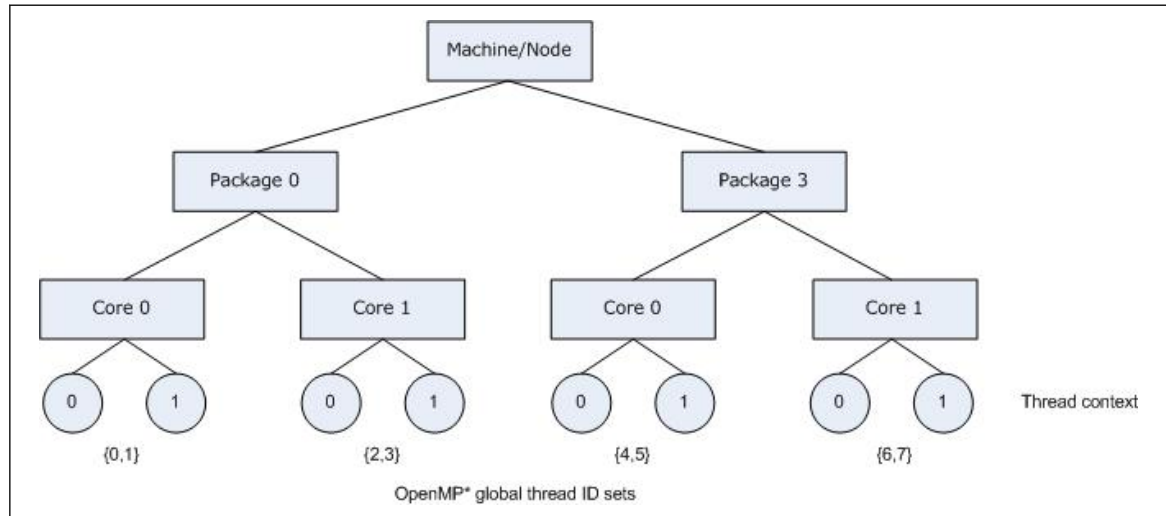 Machine/Node
Package 0
Package 3
Core 0
Core 1
Core 0
Core 1
0
1
0
1
0
1
0
1
Thread context
{0,1}
{2,3}
{4,5}
{6,7}
OpenMP* global thread ID sets